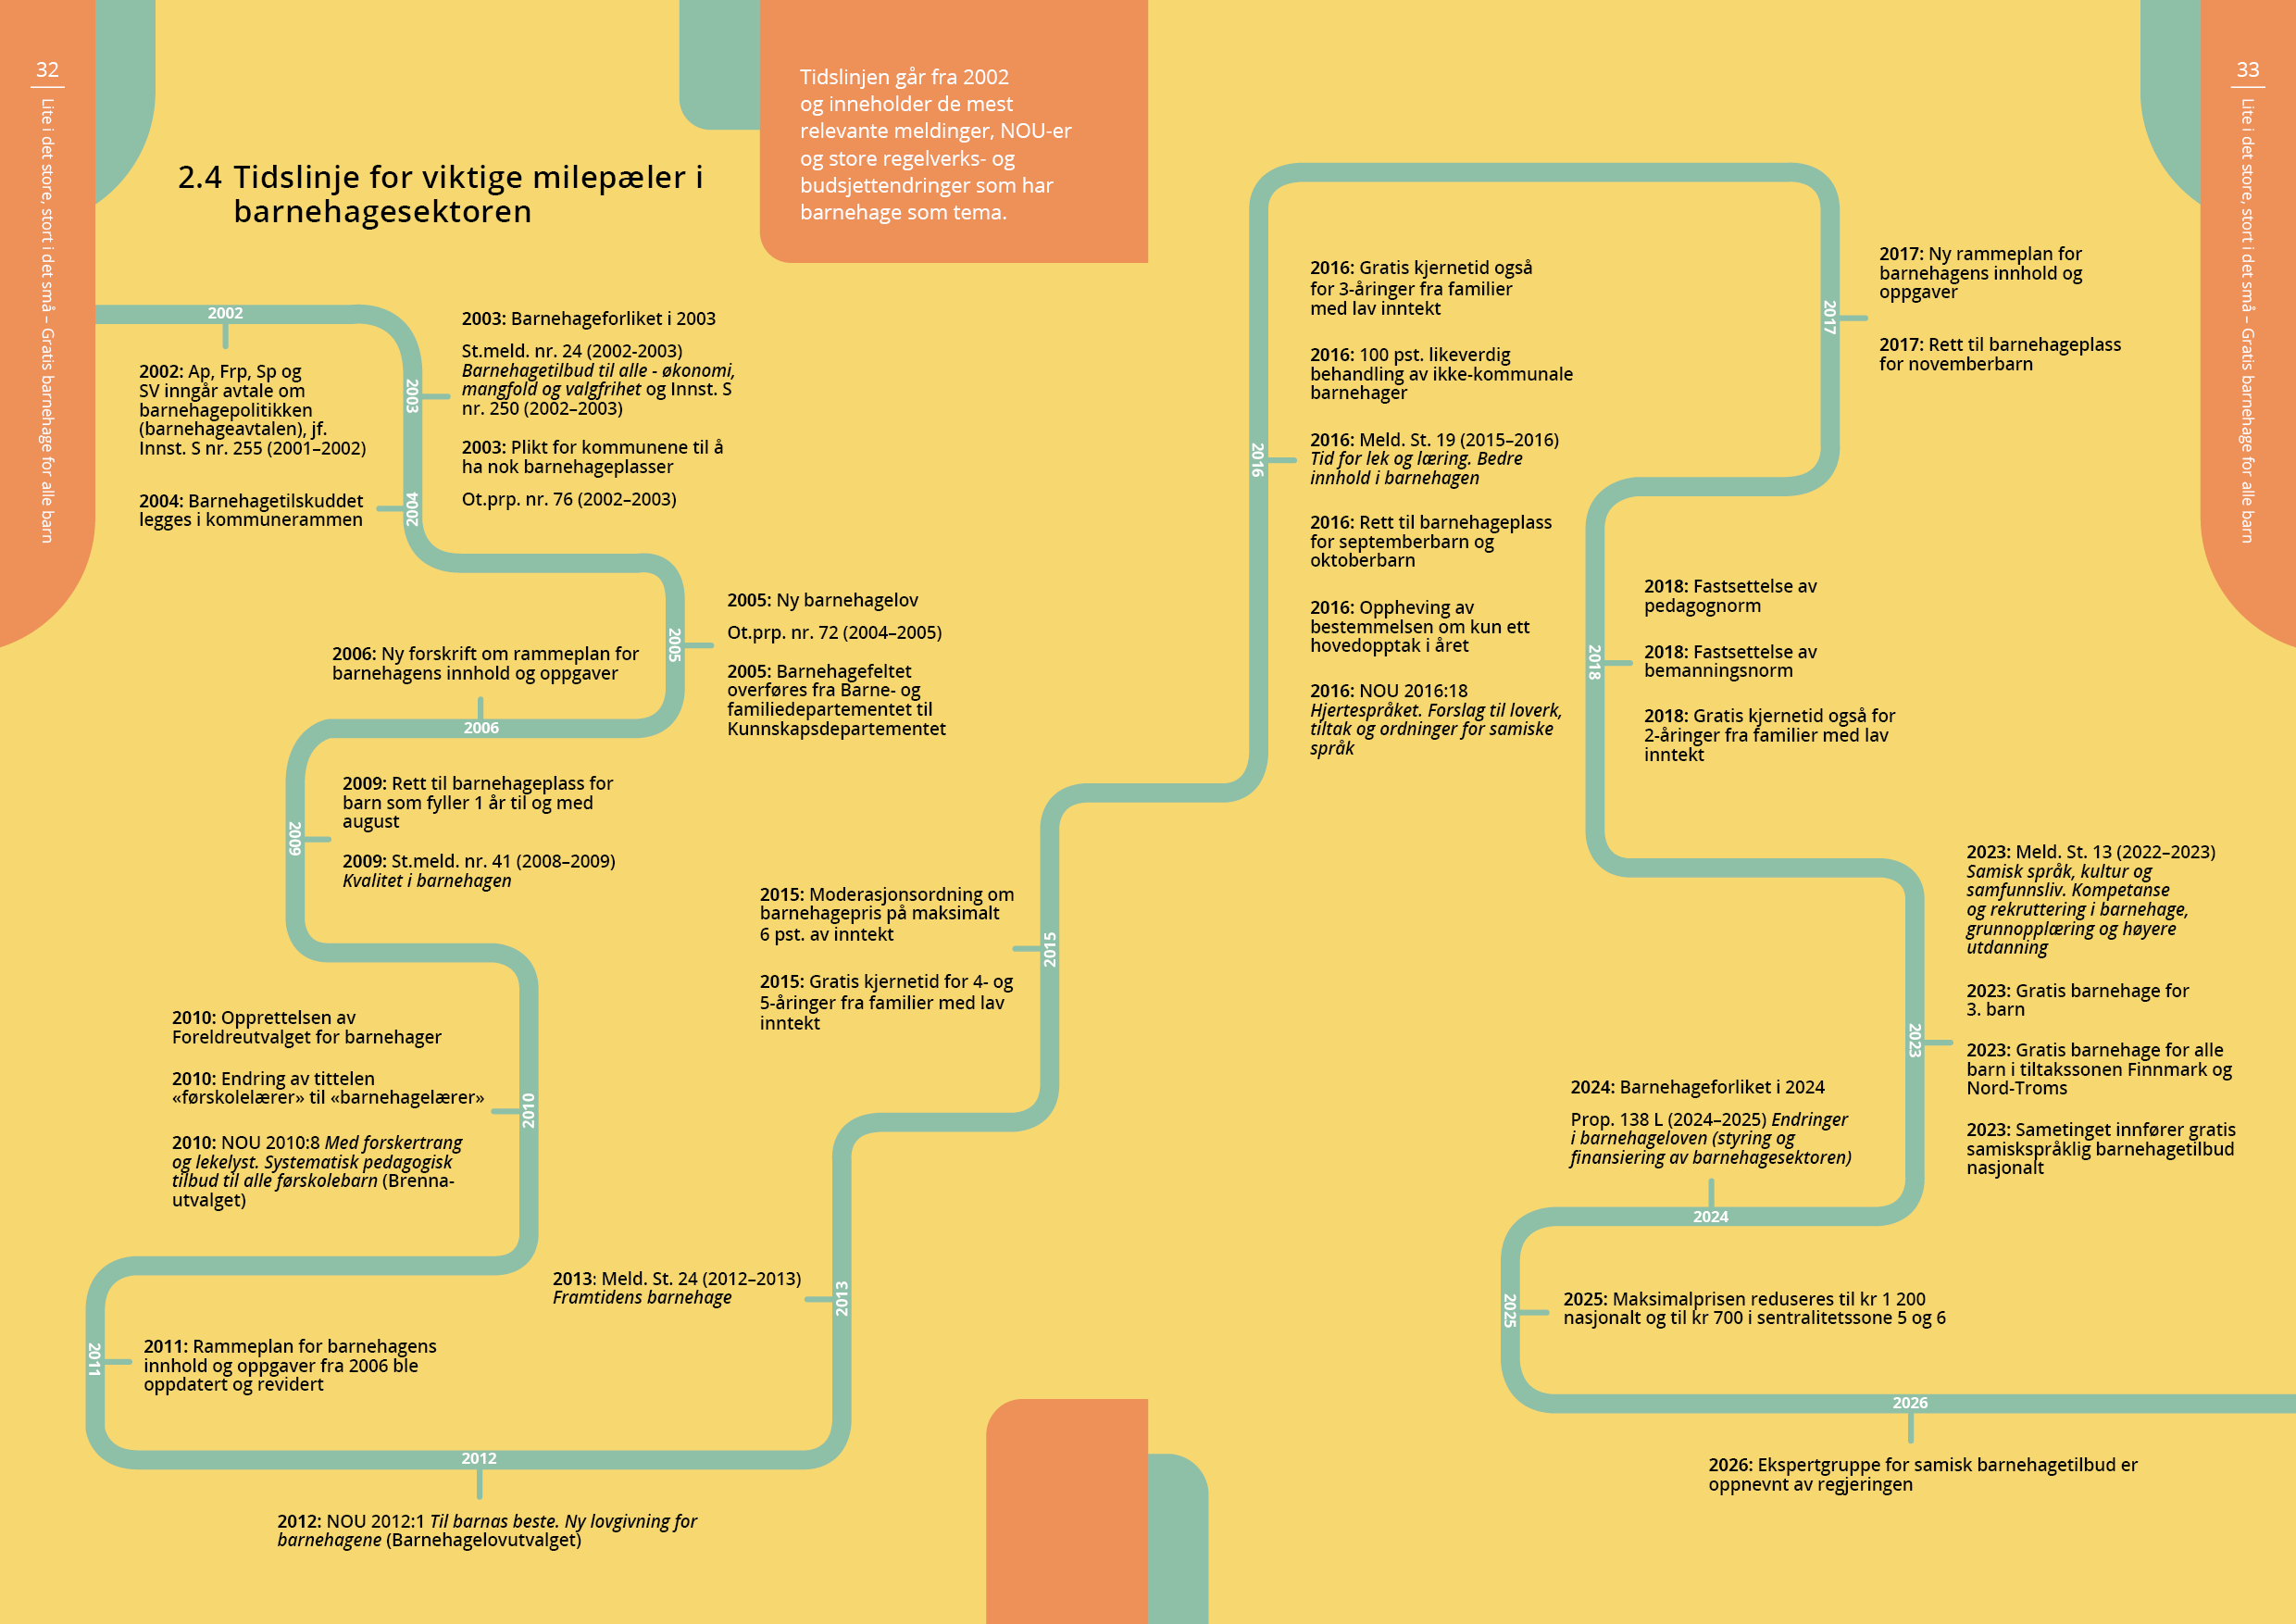 32
Lite i det store, stort i det små – Gratis barnehage for alle barn
2.4 Tidslinje for viktige milepæler i
barnehagesektoren
Tidslinjen går fra 2002
og inneholder de mest
relevante meldinger, NOU-er
og store regelverks- og
budsjettendringer som har
barnehage som tema.
2002
2002: Ap, Frp, Sp og
SV inngår avtale om
barnehagepolitikken
(barnehageavtalen), jf.
Innst. S nr. 255 (2001–2002)
2003
2003: Barnehageforliket i 2003
St.meld. nr. 24 (2002-2003)
Barnehagetilbud til alle - økonomi,
mangfold og valgfrihet og Innst. S
nr. 250 (2002–2003)
2003: Plikt for kommunene til å
ha nok barnehageplasser
Ot.prp. nr. 76 (2002–2003)
2004
2004: Barnehagetilskuddet
legges i kommunerammen
2005
2005: Ny barnehagelov
Ot.prp. nr. 72 (2004–2005)
2005: Barnehagefeltet
overføres fra Barne- og
familiedepartementet til
Kunnskapsdepartementet
2006: Ny forskrift om rammeplan for
barnehagens innhold og oppgaver
2006
2009
2009: Rett til barnehageplass for
barn som fyller 1 år til og med
august
2009: St.meld. nr. 41 (2008–2009)
Kvalitet i barnehagen
2010: Opprettelsen av
Foreldreutvalget for barnehager
2010: Endring av tittelen
«førskolelærer» til «barnehagelærer»
2010
2010: NOU 2010:8 Med forskertrang
og lekelyst. Systematisk pedagogisk
tilbud til alle førskolebarn (Brenna-
utvalget)
2011
2011: Rammeplan for barnehagens
innhold og oppgaver fra 2006 ble
oppdatert og revidert
2012
2012: NOU 2012:1 Til barnas beste. Ny lovgivning for
barnehagene (Barnehagelovutvalget)
2013: Meld. St. 24 (2012–2013)
Framtidens barnehage
2013
2015: Moderasjonsordning om
barnehagepris på maksimalt
6 pst. av inntekt
2015
2015: Gratis kjernetid for 4- og
5-åringer fra familier med lav
inntekt
2016
2016: Gratis kjernetid også
for 3-åringer fra familier
med lav inntekt
2016: 100 pst. likeverdig
behandling av ikke-kommunale
barnehager
2016: Meld. St. 19 (2015–2016)
Tid for lek og læring. Bedre
innhold i barnehagen
2016: Rett til barnehageplass
for septemberbarn og
oktoberbarn
2016: Oppheving av
bestemmelsen om kun ett
hovedopptak i året
2016: NOU 2016:18
Hjertespråket. Forslag til loverk,
tiltak og ordninger for samiske
språk
2017
2017: Ny rammeplan for
barnehagens innhold og
oppgaver
2017: Rett til barnehageplass
for novemberbarn
2018
2018: Fastsettelse av
pedagognorm
2018: Fastsettelse av
bemanningsnorm
2018: Gratis kjernetid også for
2-åringer fra familier med lav
inntekt
2023
2023: Meld. St. 13 (2022–2023)
Samisk språk, kultur og
samfunnsliv. Kompetanse
og rekruttering i barnehage,
grunnopplæring og høyere
utdanning
2023: Gratis barnehage for
3. barn
2023: Gratis barnehage for alle
barn i tiltakssonen Finnmark og
Nord-Troms
2023: Sametinget innfører gratis
samiskspråklig barnehagetilbud
nasjonalt
2024: Barnehageforliket i 2024
Prop. 138 L (2024–2025) Endringer
i barnehageloven (styring og
finansiering av barnehagesektoren)
2024
2025
2025: Maksimalprisen reduseres til kr 1 200
nasjonalt og til kr 700 i sentralitetssone 5 og 6
2026
2026: Ekspertgruppe for samisk barnehagetilbud er
oppnevnt av regjeringen
33
Lite i det store, stort i det små – Gratis barnehage for alle barn